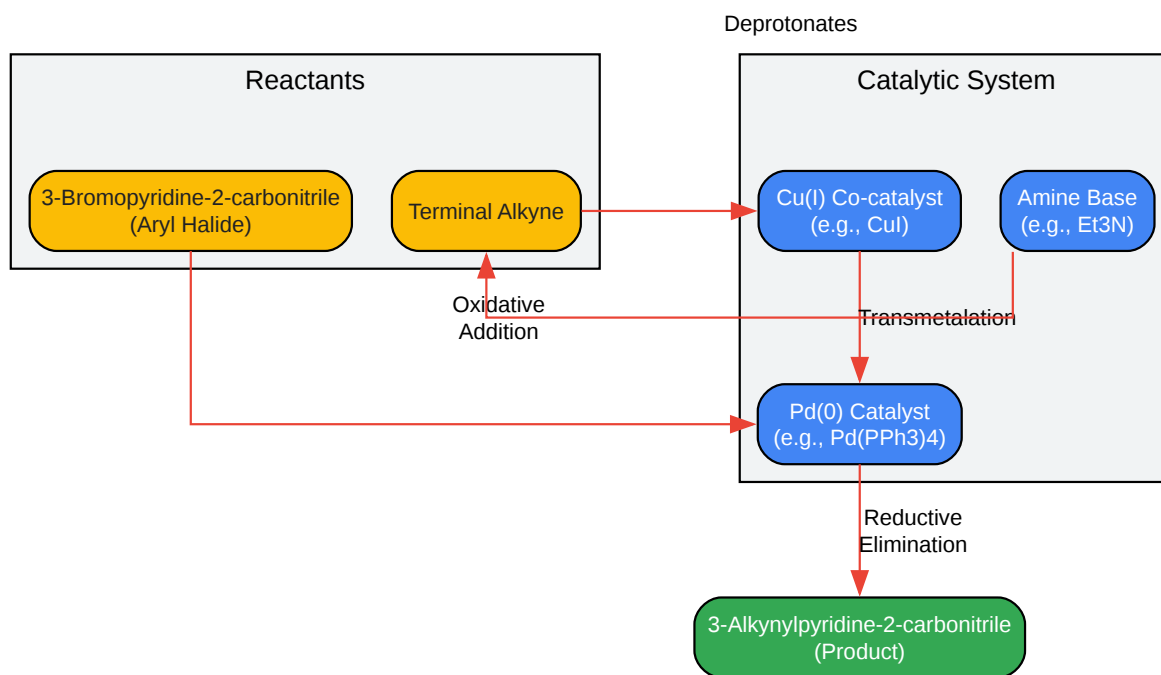 Deprotonates
Reactants
Catalytic System
3-Bromopyridine-2-carbonitrile
(Aryl Halide)
Terminal Alkyne
Cu(I) Co-catalyst
(e.g., CuI)
Amine Base
(e.g., Et3N)
Oxidative
Addition
Transmetalation
Pd(0) Catalyst
(e.g., Pd(PPh3)4)
Reductive
Elimination
3-Alkynylpyridine-2-carbonitrile
(Product)